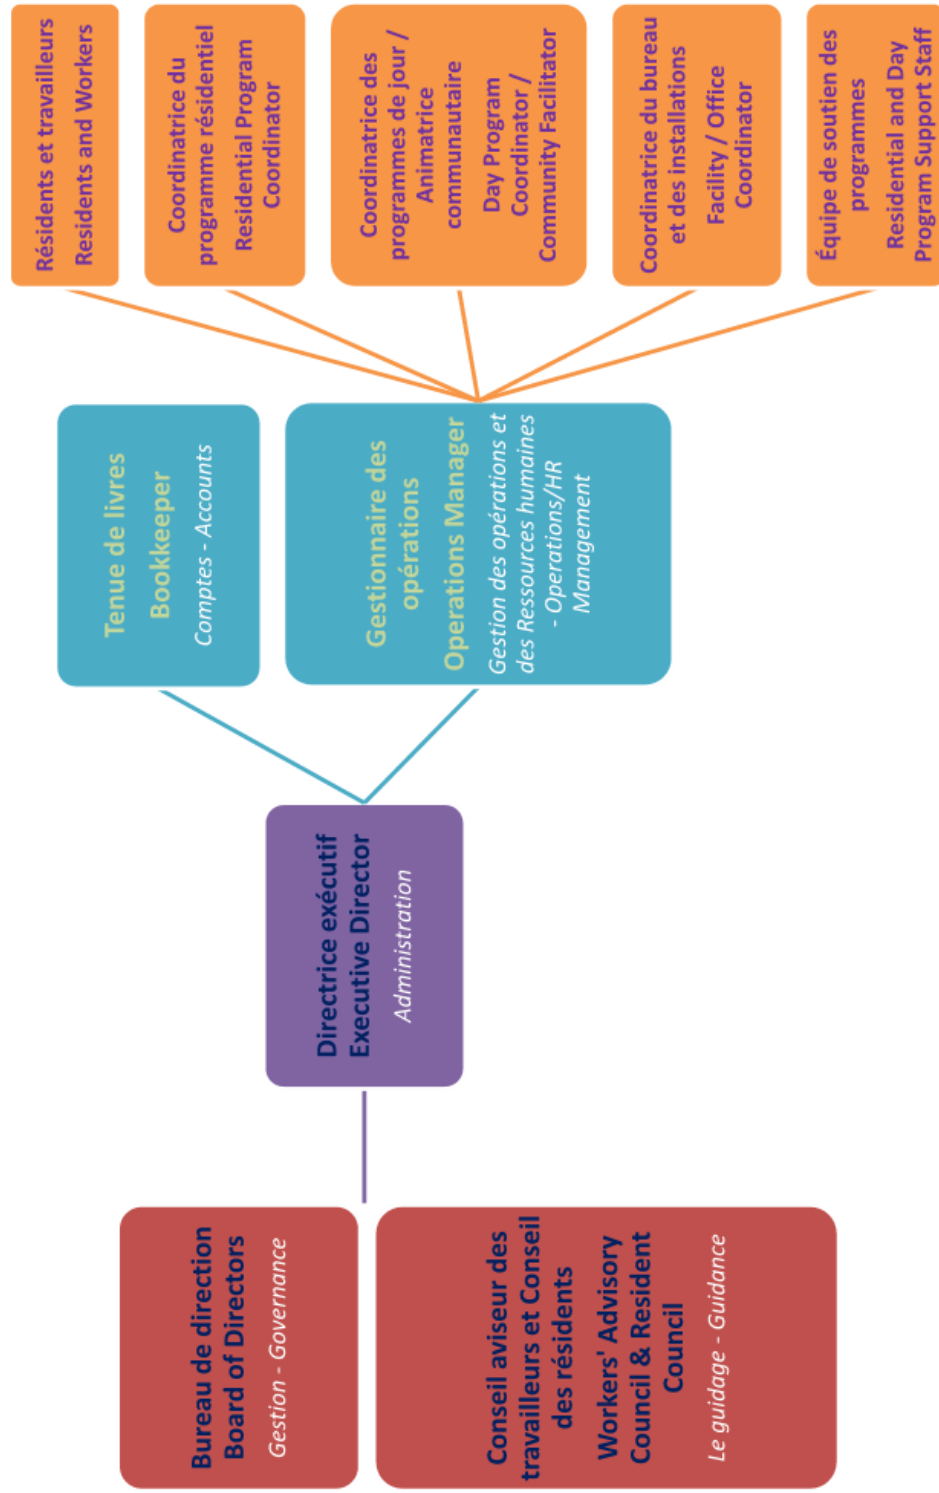 Bureau de direction
Board of Directors
Gestion - Governance
Conseil aviseur des
travailleurs et Conseil
des résidents
Workers' Advisory
Council & Resident
Council
Le guidage - Guidance
Directrice exécutif
Executive Director
Administration
Tenue de livres
Bookkeeper
Comptes - Accounts
Gestionnaire des
opérations
Operations Manager
Gestion des opérations et
des Ressources humaines
- Operations/HR
Management
Résidents et travailleurs
Residents and Workers
Coordinatrice du
programme résidentiel
Residential Program
Coordinator
Coordinatrice des
programmes de jour /
Animatrice
communautaire
Day Program
Coordinator /
Community Facilitator
Coordinatrice du bureau
et des installations
Facility / Office
Coordinator
Équipe de soutien des
programmes
Residential and Day
Program Support Staff